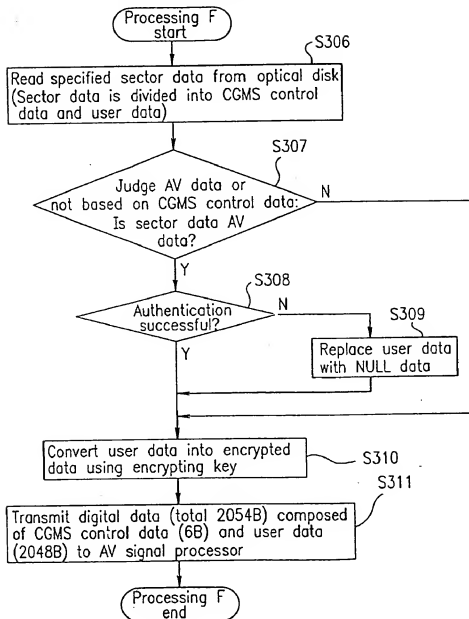 Processing F
start
S306
Read specified sector data from optical disk
(Sector data is divided into CGMS control
data and user data)
S307
Judge AV data or
not based on CGMS control data:
Is sector data AV
data?
N
Y
S308
Authentication
successful?
N
Y
S309
Replace user data
with NULL data
Convert user data into encrypted
data using encrypting key
S310
S311
Transmit digital data (total 2054B) composed
of CGMS control data (6B) and user data
(2048B) to AV signal processor
Processing F
end